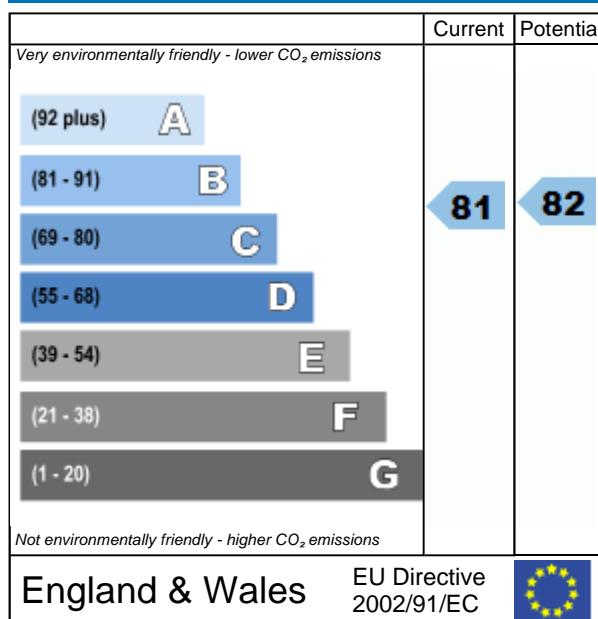 Current Potentia
Very environmentally friendly - lower CO₂ emissions
(92 plus) A
(81 - 91) B
(69 - 80) C
(55 - 68) D
(39 - 54) E
(21 - 38) F
(1 - 20) G
81 82
Not environmentally friendly - higher CO₂ emissions
England & Wales
EU Directive
2002/91/EC